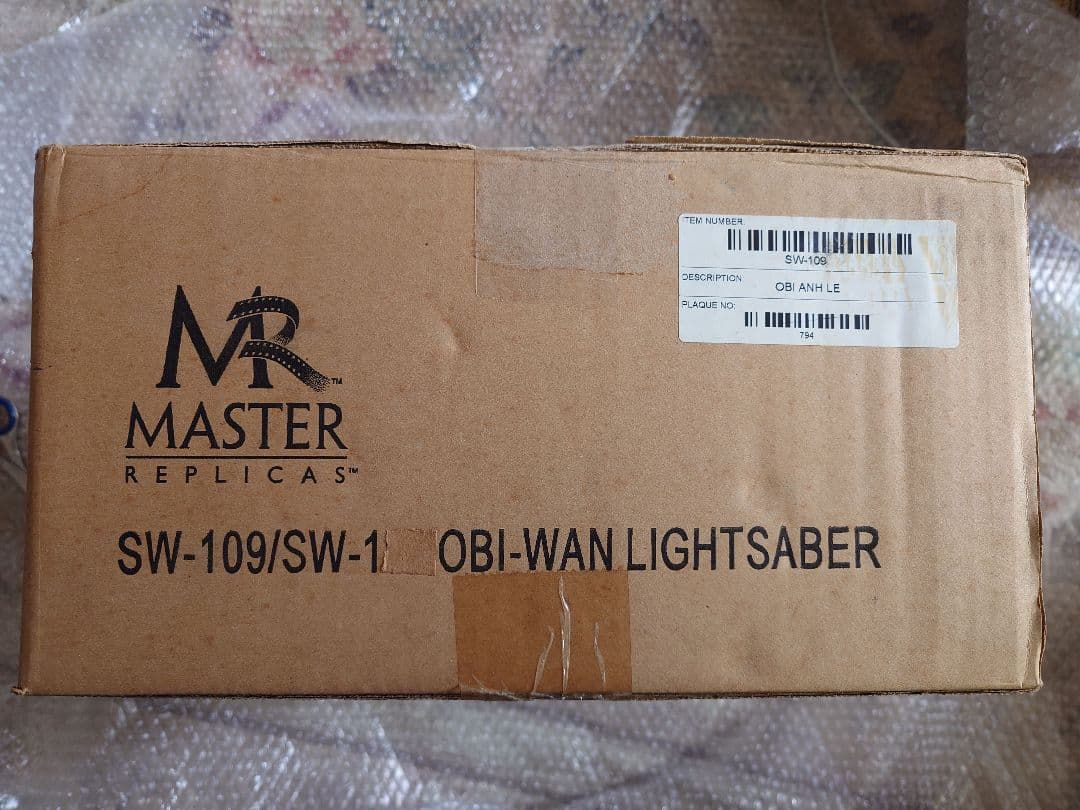 MR™
MASTER
REPLICAS™
SW-109/SW-1 OBI-WAN LIGHTSABER
ITEM NUMBER
SW-109
DESCRIPTION:
OBI ANH LE
PLAQUE NO:
794